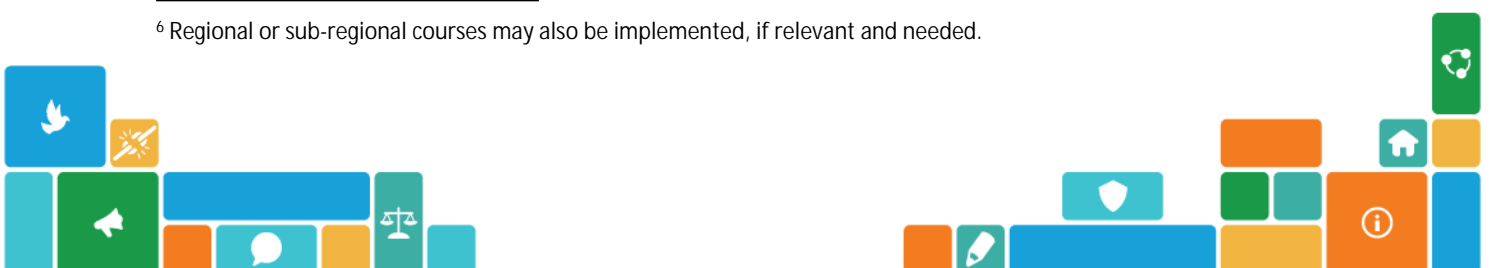 ⁶ Regional or sub-regional courses may also be implemented, if relevant and needed.